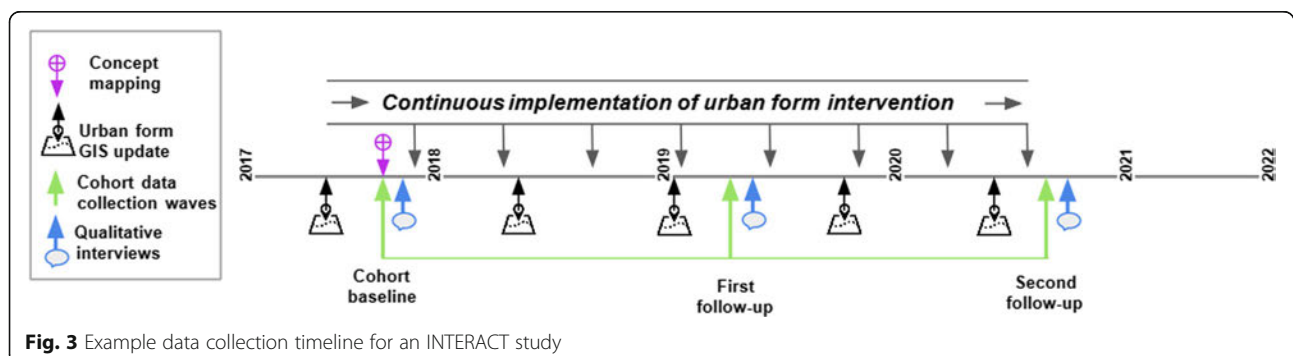 Concept
mapping
Urban form
GIS update
Cohort data
collection waves
Qualitative
interviews
Continuous implementation of urban form intervention
2017
2018
2019
2020
2021
2022
Cohort
baseline
First
follow-up
Second
follow-up
Fig. 3 Example data collection timeline for an INTERACT study